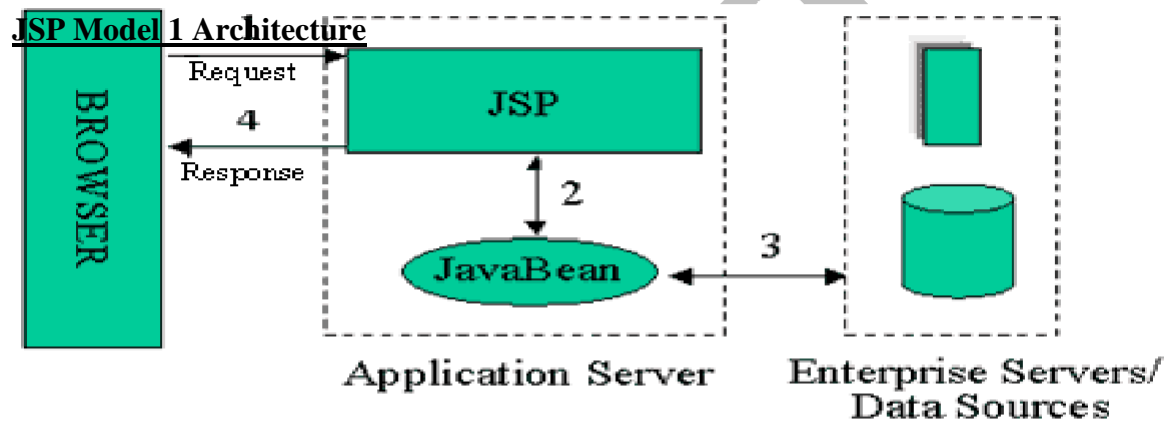 JSP Model 1 Architecture
Request
JSP
BROWSER
4
Response
2
JavaBean
3
Application Server
Enterprise Servers/
Data Sources